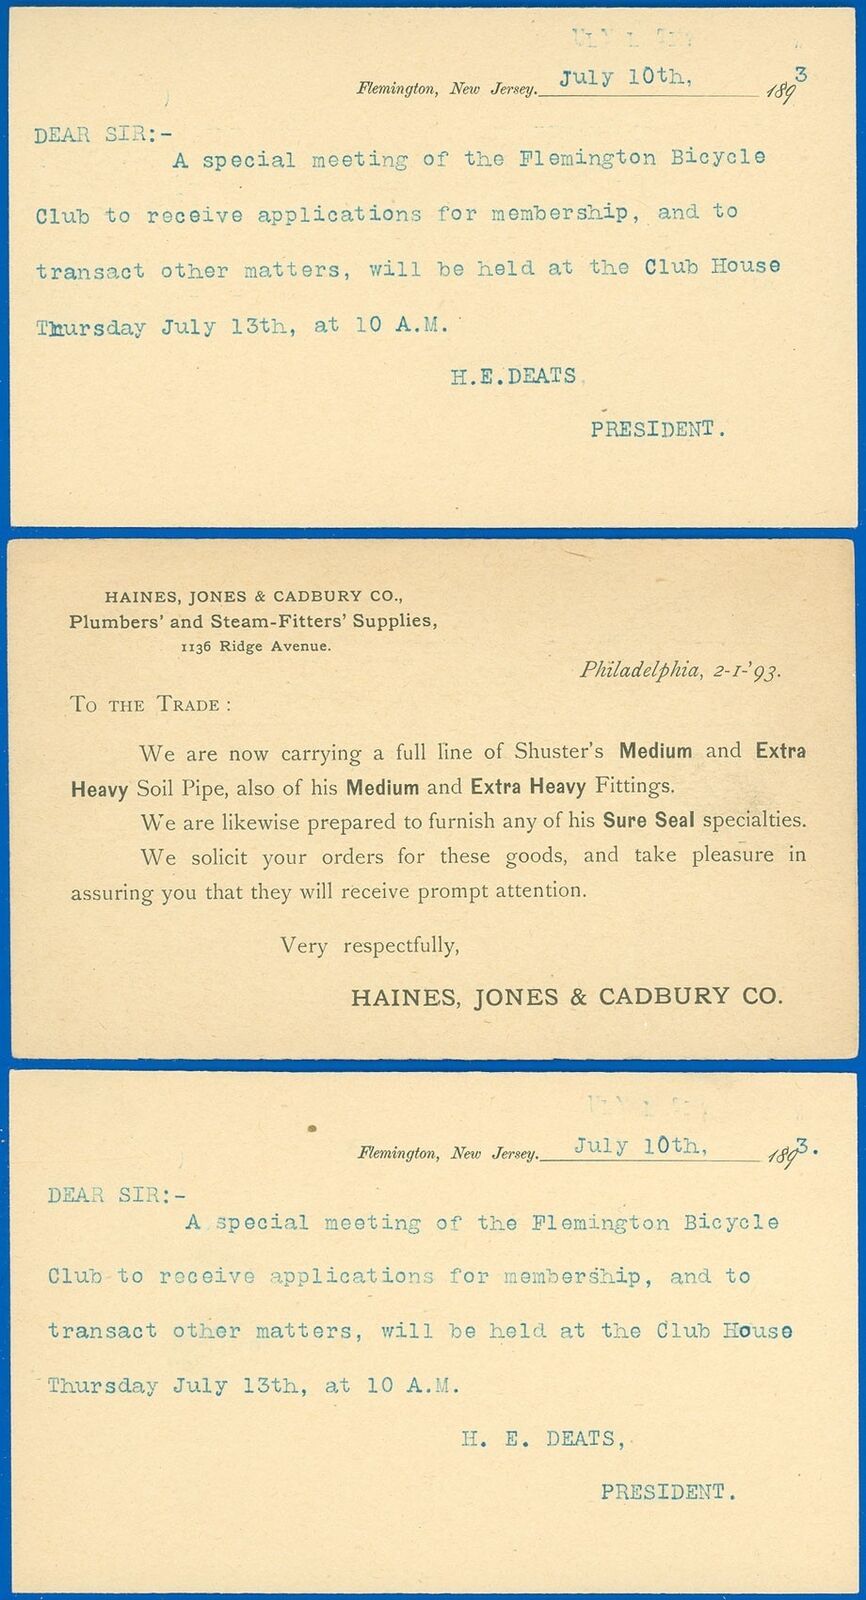 Flemington, New Jersey. July 10th, 1893
DEAR SIR:-
A special meeting of the Flemington Bicycle
Club to receive applications for membership, and to
transact other matters, will be held at the Club House
Thursday July 13th, at 10 A.M.
H.E.DEATS.
PRESIDENT.
HAINES, JONES & CADBURY CO.,
Plumbers' and Steam-Fitters' Supplies,
1136 Ridge Avenue.
Philadelphia, 2-1-'93.
TO THE TRADE :
We are now carrying a full line of Shuster's Medium and Extra
Heavy Soil Pipe, also of his Medium and Extra Heavy Fittings.
We are likewise prepared to furnish any of his Sure Seal specialties.
We solicit your orders for these goods, and take pleasure in
assuring you that they will receive prompt attention.
Very respectfully,
HAINES, JONES & CADBURY CO.
Flemington, New Jersey. July 10th, 1893.
DEAR SIR:-
A special meeting of the Flemington Bicycle
Club to receive applications for membership, and to
transact other matters, will be held at the Club House
Thursday July 13th, at 10 A.M.
H. E. DEATS,
PRESIDENT.